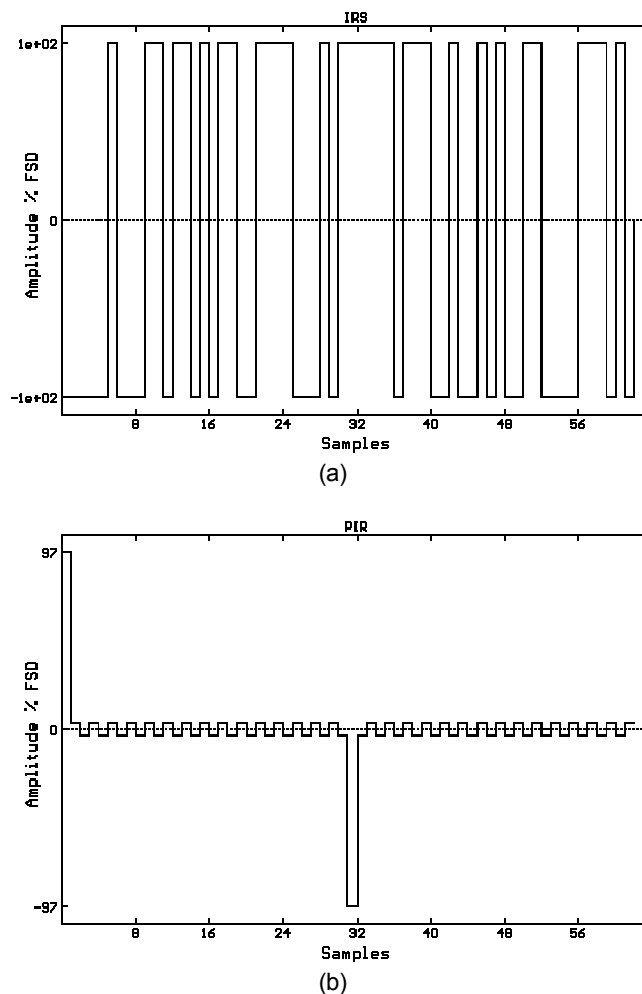 IRS
1e+02
0
-1e+02
Amplitude % FSD
8 16 24 32 40 48 56
Samples
(a)
PIR
97
0
-97
Amplitude % FSD
8 16 24 32 40 48 56
Samples
(b)